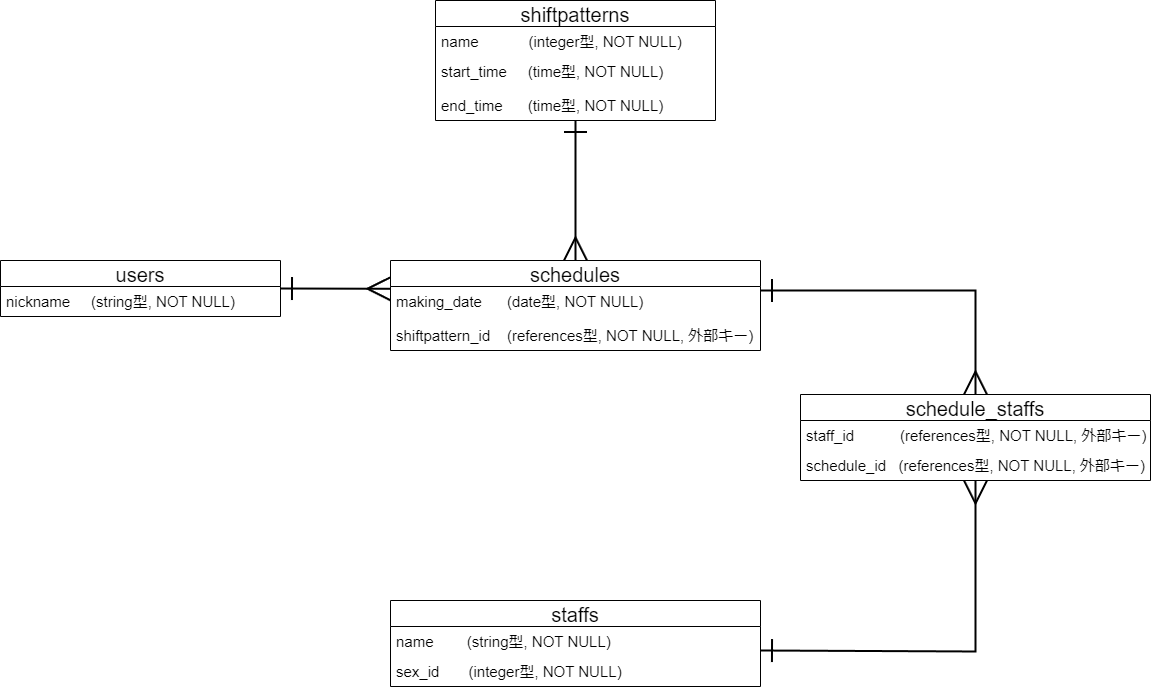 shiftpatterns
name (integer型, NOT NULL)
start_time (time型, NOT NULL)
end_time (time型, NOT NULL)
users
nickname (string型, NOT NULL)
schedules
making_date (date型, NOT NULL)
shiftpattern_id (references型, NOT NULL, 外部キー)
schedule_staffs
staff_id (references型, NOT NULL, 外部キー)
schedule_id (references型, NOT NULL, 外部キー)
staffs
name (string型, NOT NULL)
sex_id (integer型, NOT NULL)